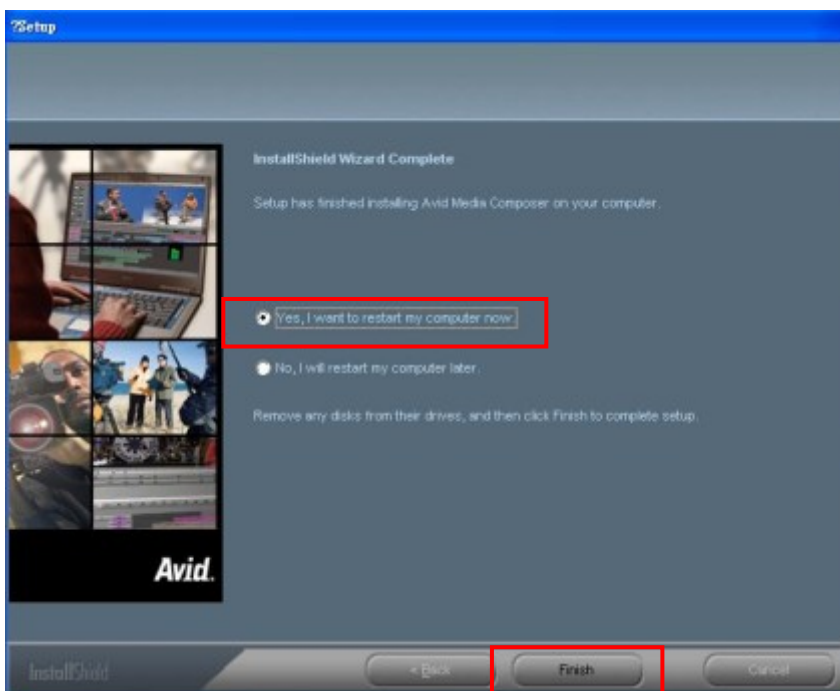 ?Setup
InstallShield Wizard Complete
Setup has finished installing Avid Media Composer on your computer.
Yes, I want to restart my computer now.
No, I will restart my computer later.
Remove any disks from their drives, and then click Finish to complete setup.
Avid.
InstallShield
< Back
Finish
Cancel